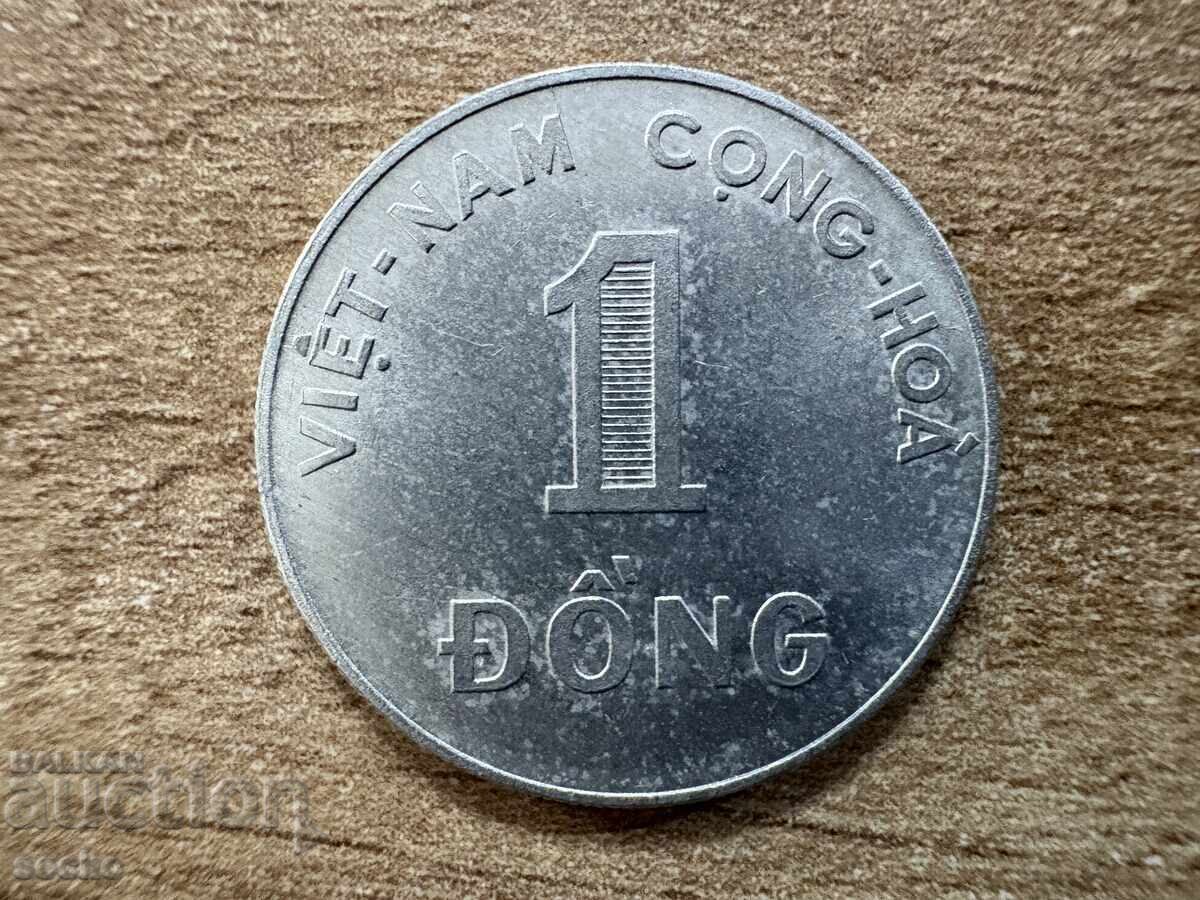 VIỆT-NAM CỘNG-HOÀ
1
ĐỒNG
BALKAN
auction
socho